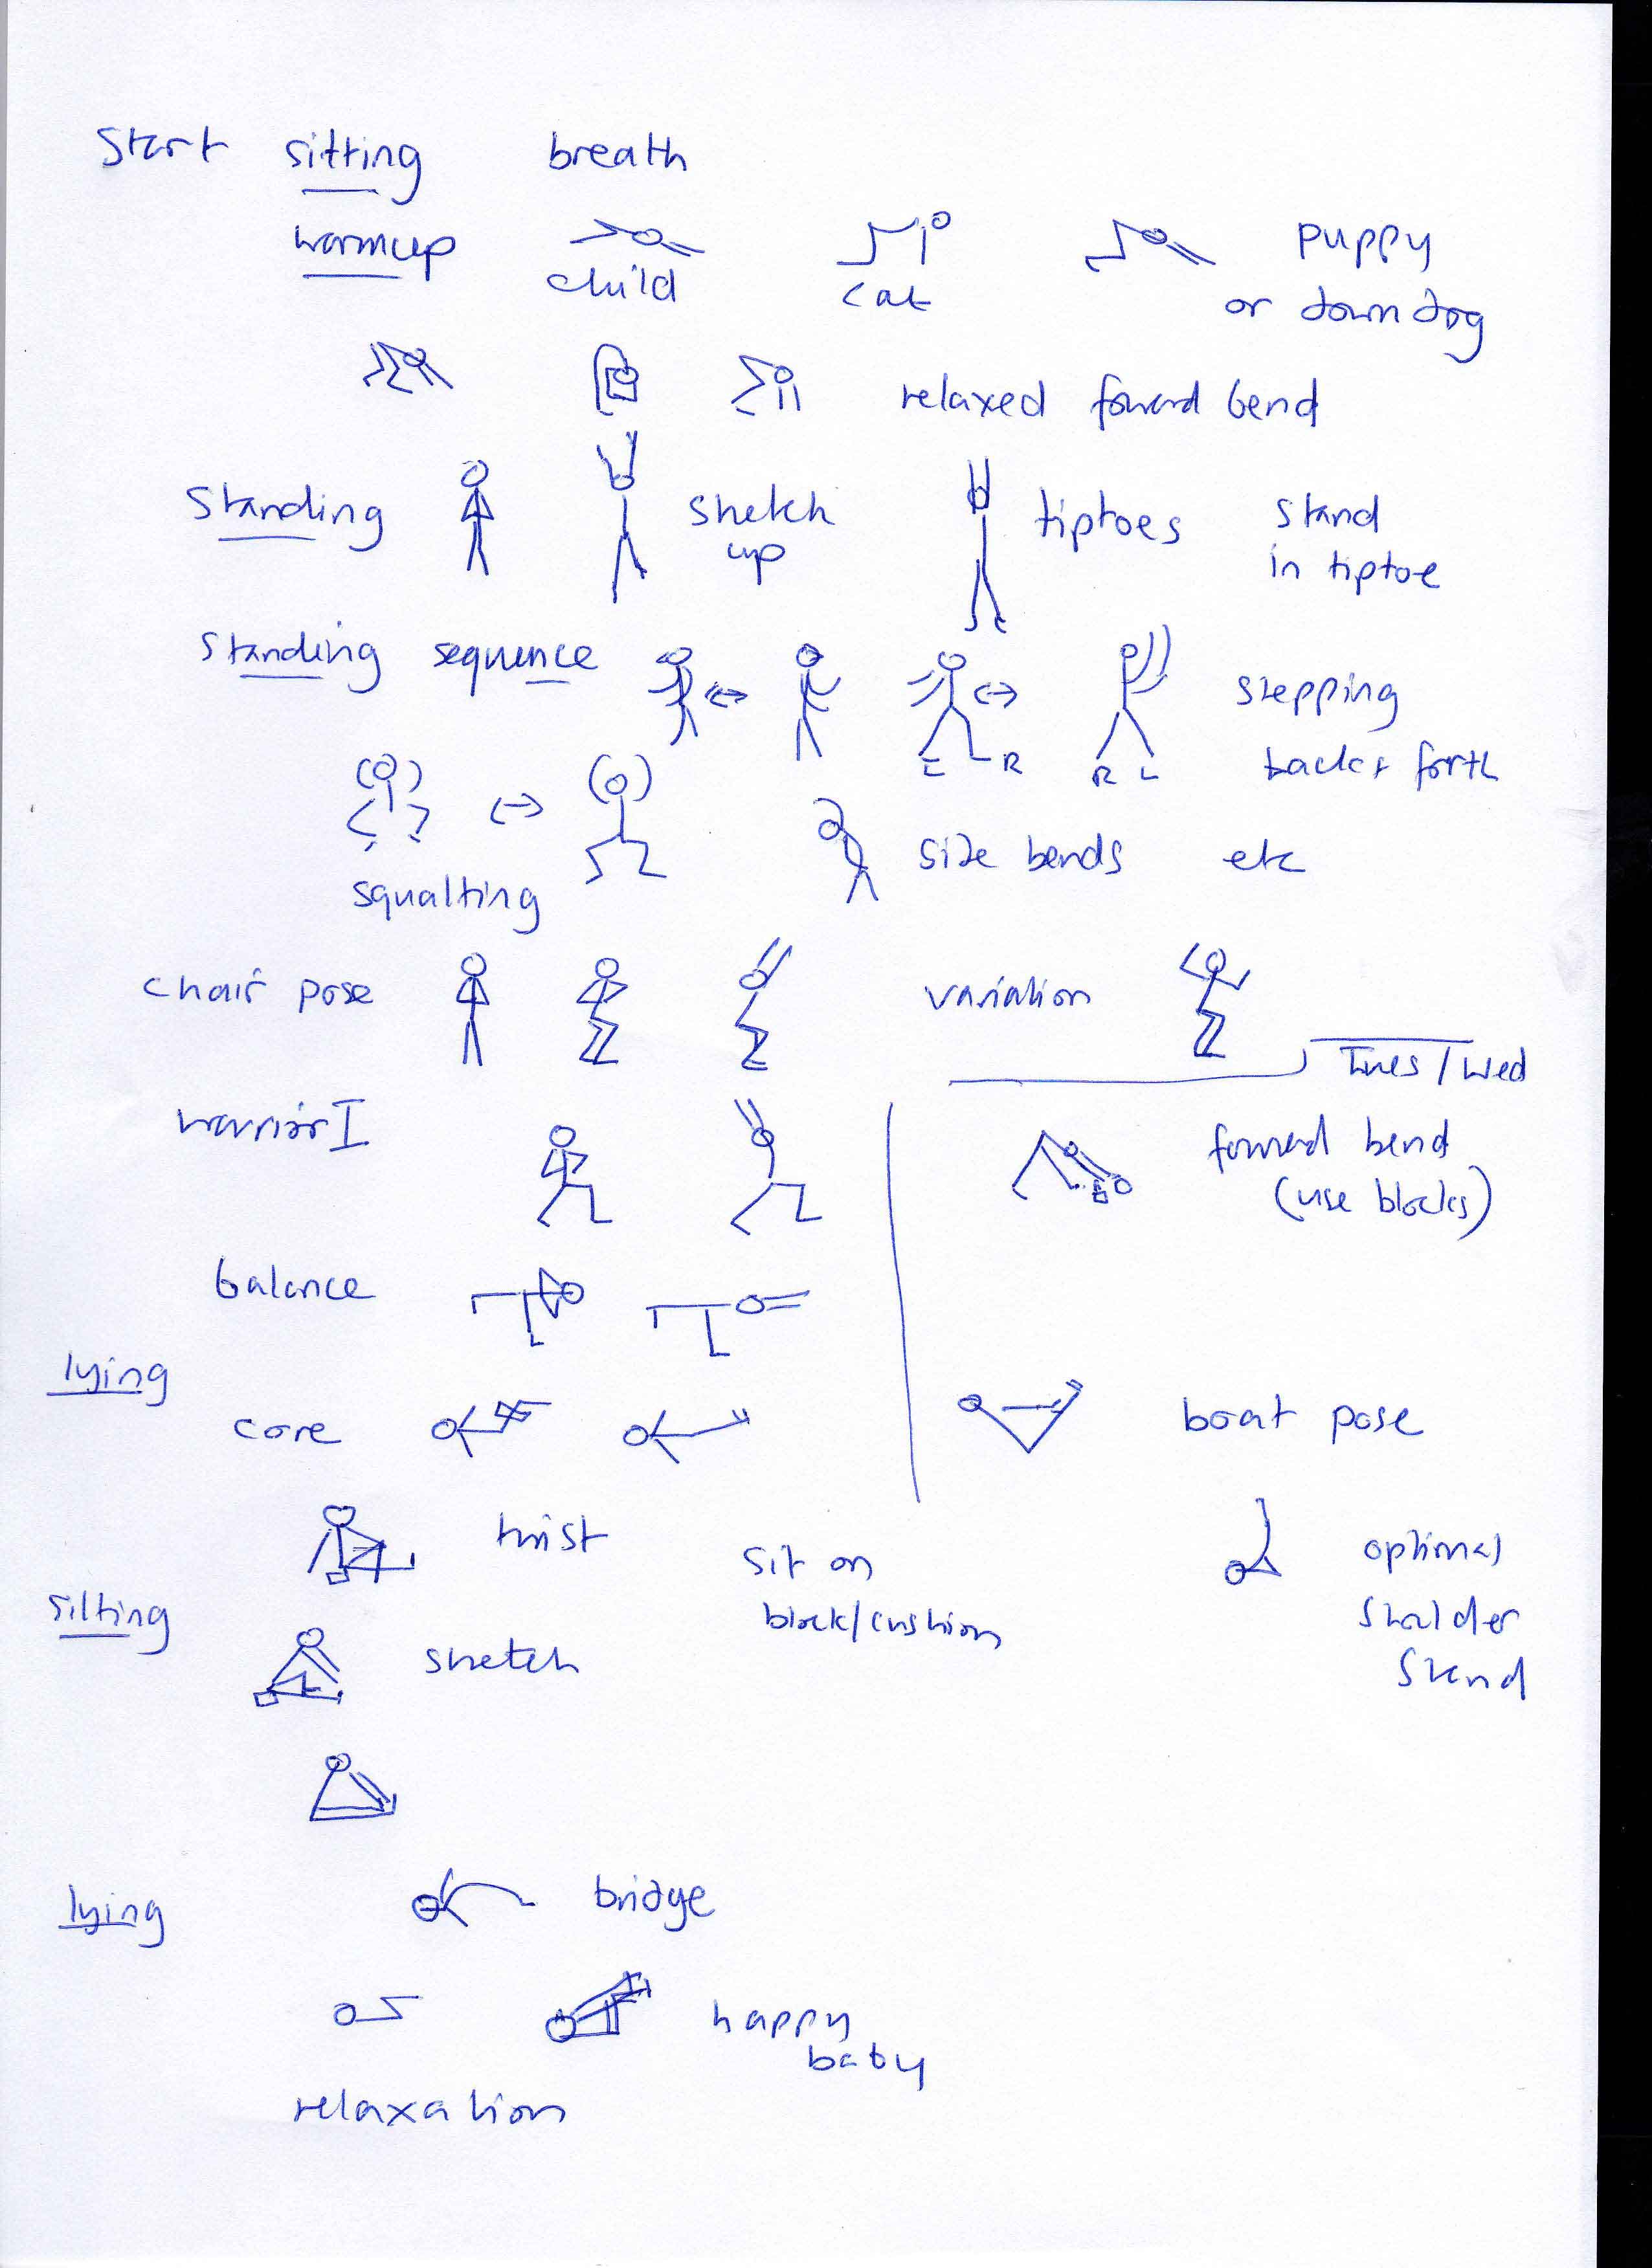 Start sitting breath
warmup child cat puppy
or down dog
relaxed forward bend
Standing stretch up tiptoes stand
in tiptoe
Standing sequence stepping
back & forth
L R R L
squatting side bends etc
chair pose variation
Tues / Wed
warrior I forward bend
(use blocks)
balance
lying
core boat pose
twist sit on
block/cushion
optional
shoulder
stand
sitting
stretch
lying bridge
happy
baby
relaxation